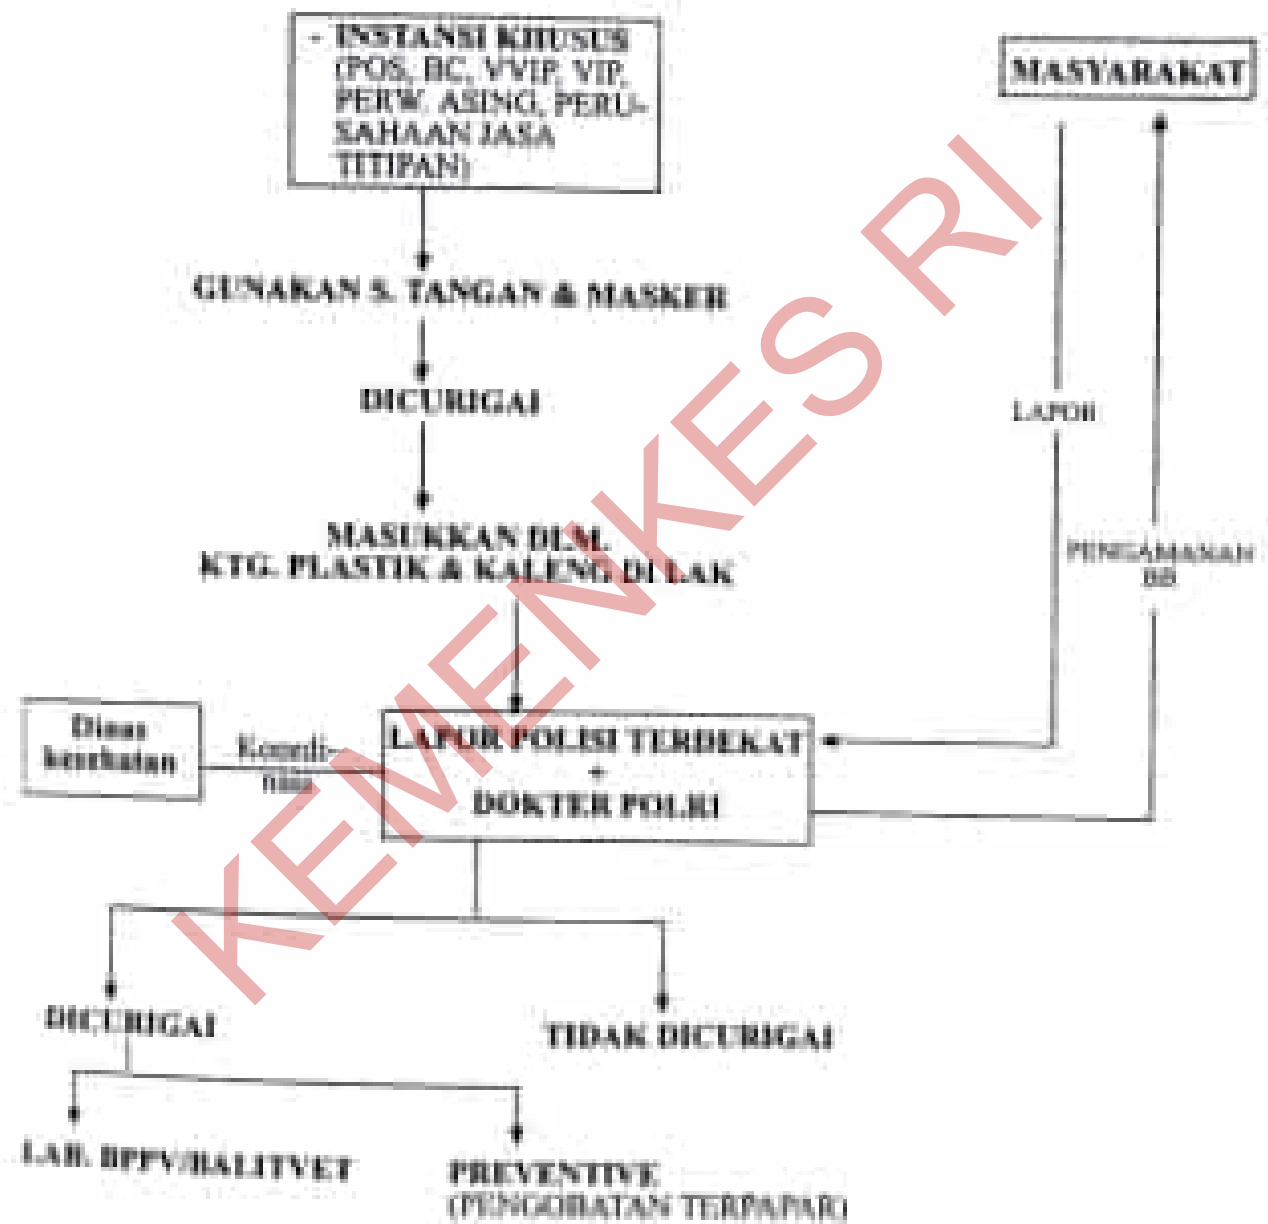 - INSTANSI KHUSUS
(POS, BC, VVIP, VIP,
PERW. ASING, PERU-
SAHAAN JASA
TITIPAN)
MASYARAKAT
GUNAKAN S. TANGAN & MASKER
DICURIGAI
LAPOR
MASUKKAN DLM.
KTG. PLASTIK & KALENG DI LAK
PENGAMANAN
BB
Dinas
kesehatan
Koordi-
nasi
LAPOR POLISI TERDEKAT
+
DOKTER POLRI
DICURIGAI
TIDAK DICURIGAI
LAB. BPPV/BALITVET
PREVENTIVE
(PENGOBATAN TERPAPAR)
KEMENKES RI